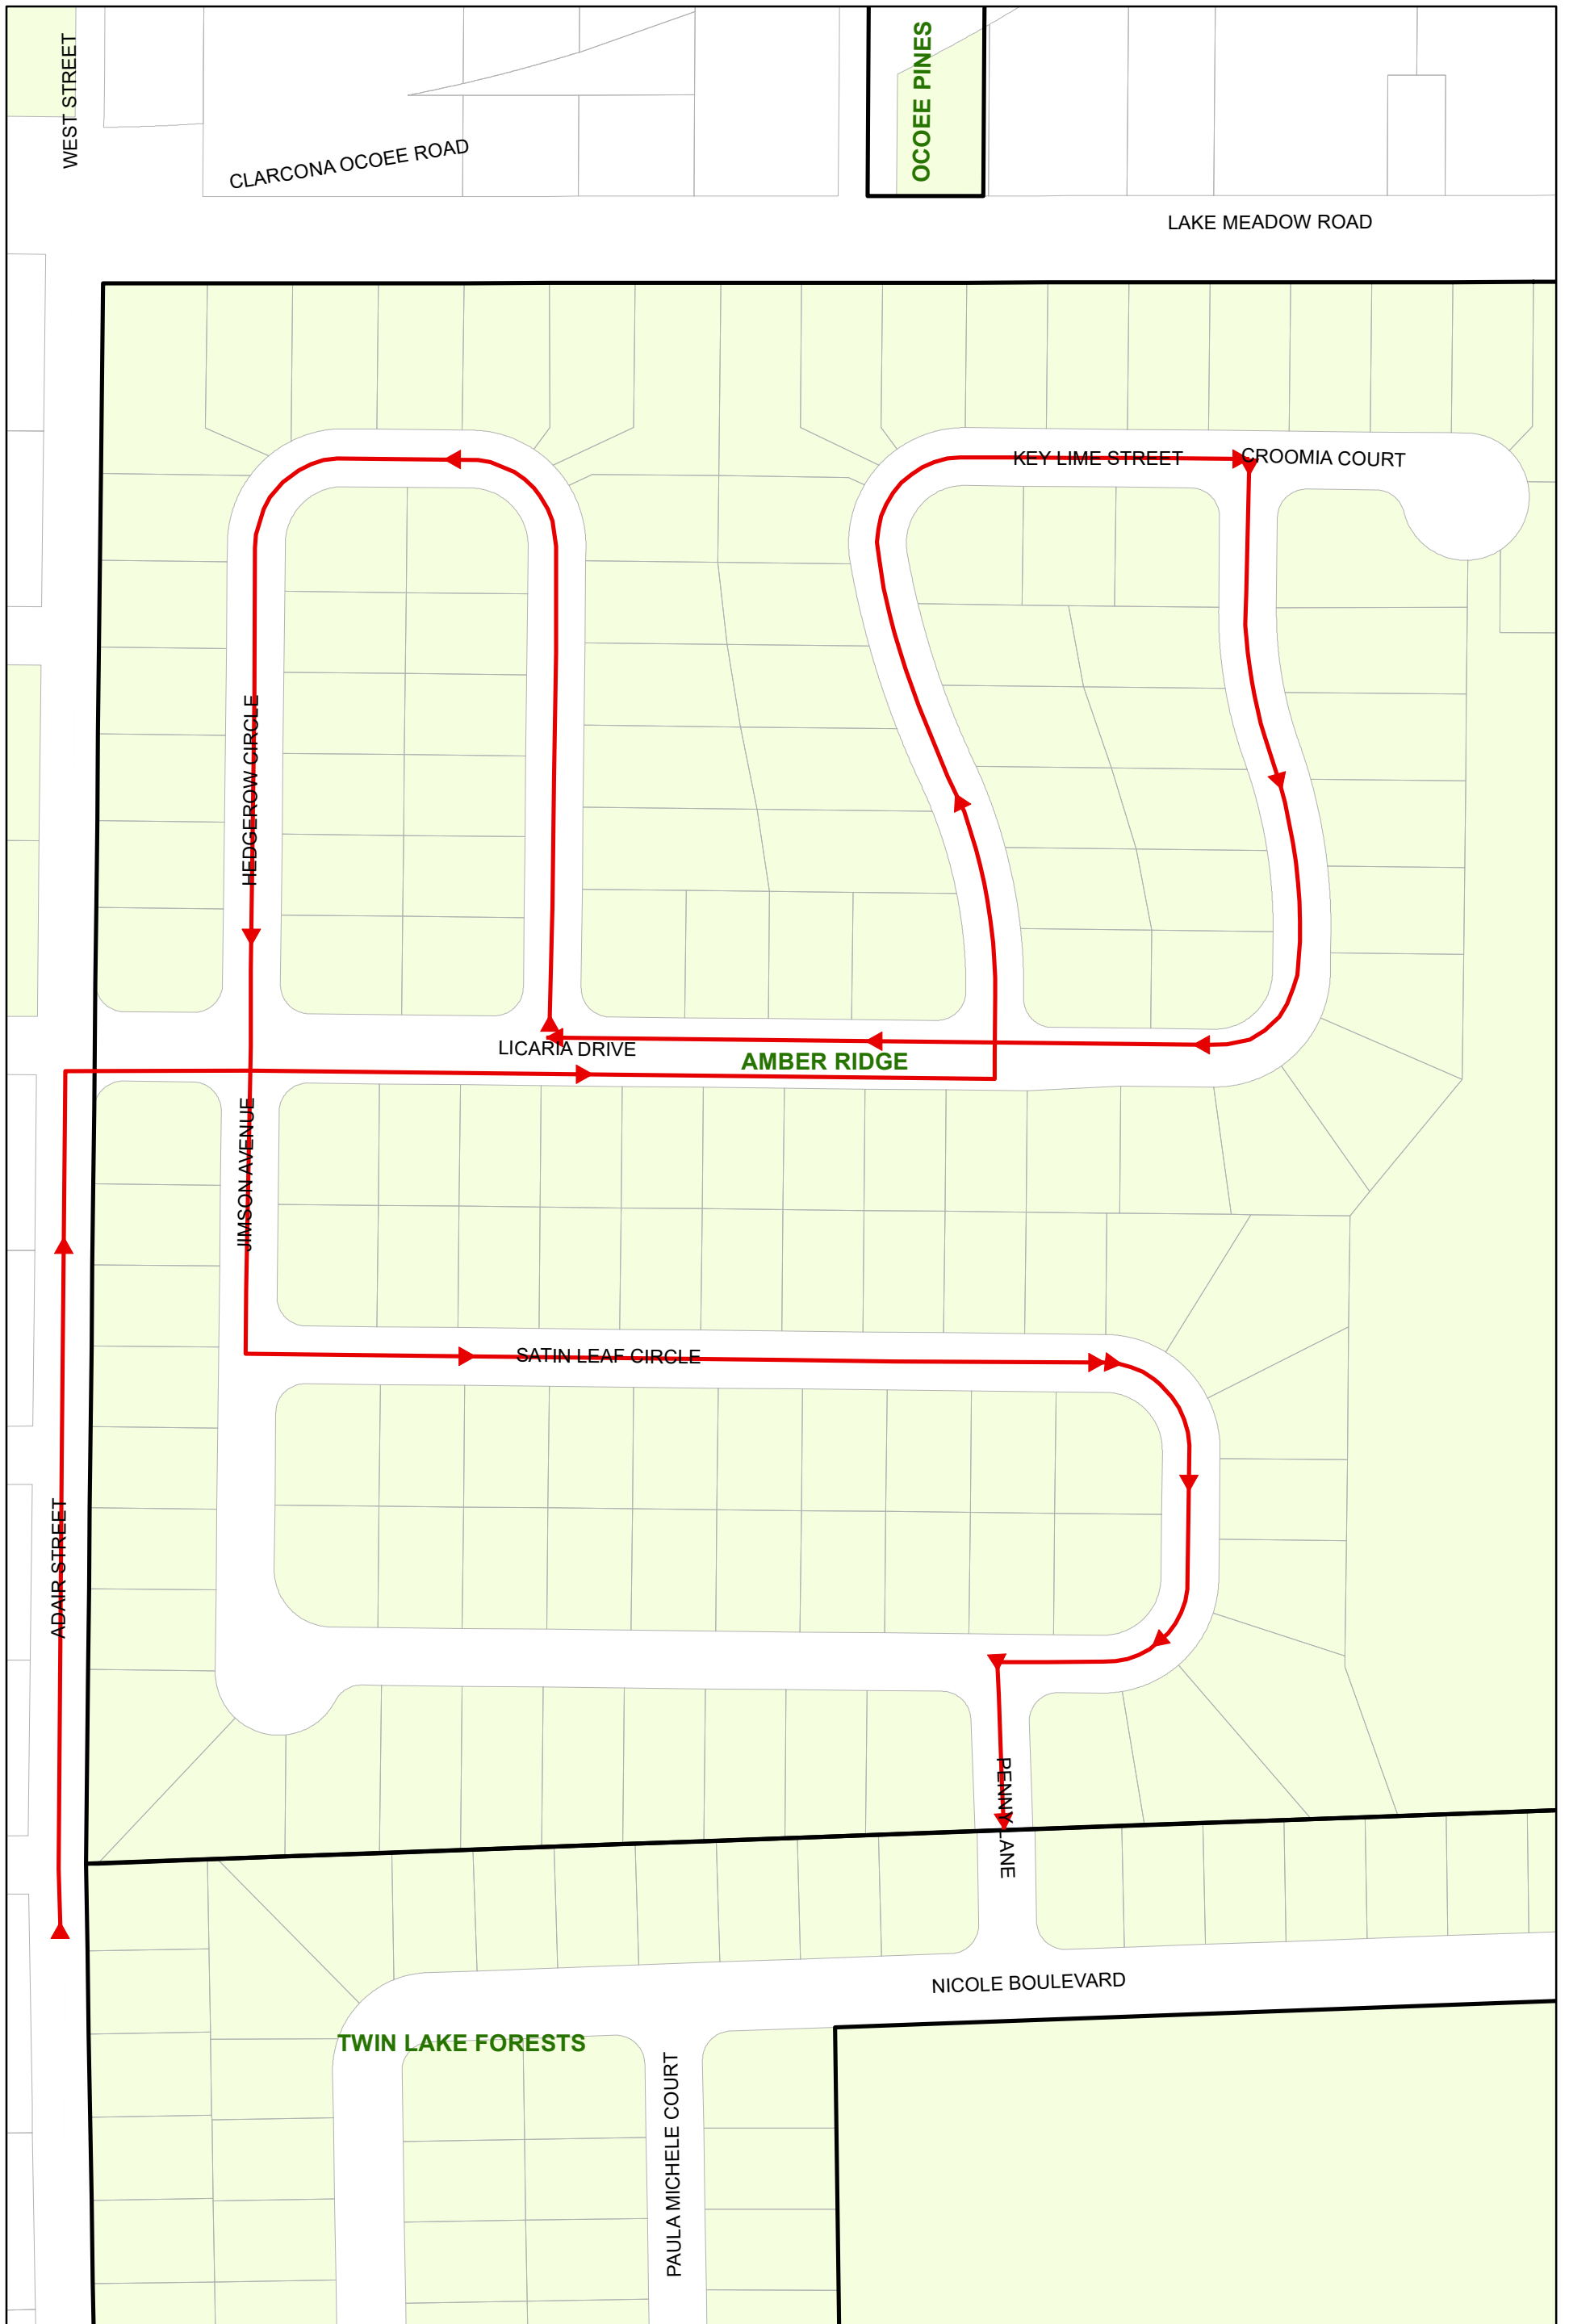 WEST STREET
OCOEE PINES
CLARCONA OCOEE ROAD
LAKE MEADOW ROAD
KEY LIME STREET
CROOMIA COURT
HEDGEROW CIRCLE
LICARIA DRIVE
AMBER RIDGE
JIMSON AVENUE
SATIN LEAF CIRCLE
ADAIR STREET
PENNY LANE
NICOLE BOULEVARD
TWIN LAKE FORESTS
PAULA MICHELE COURT